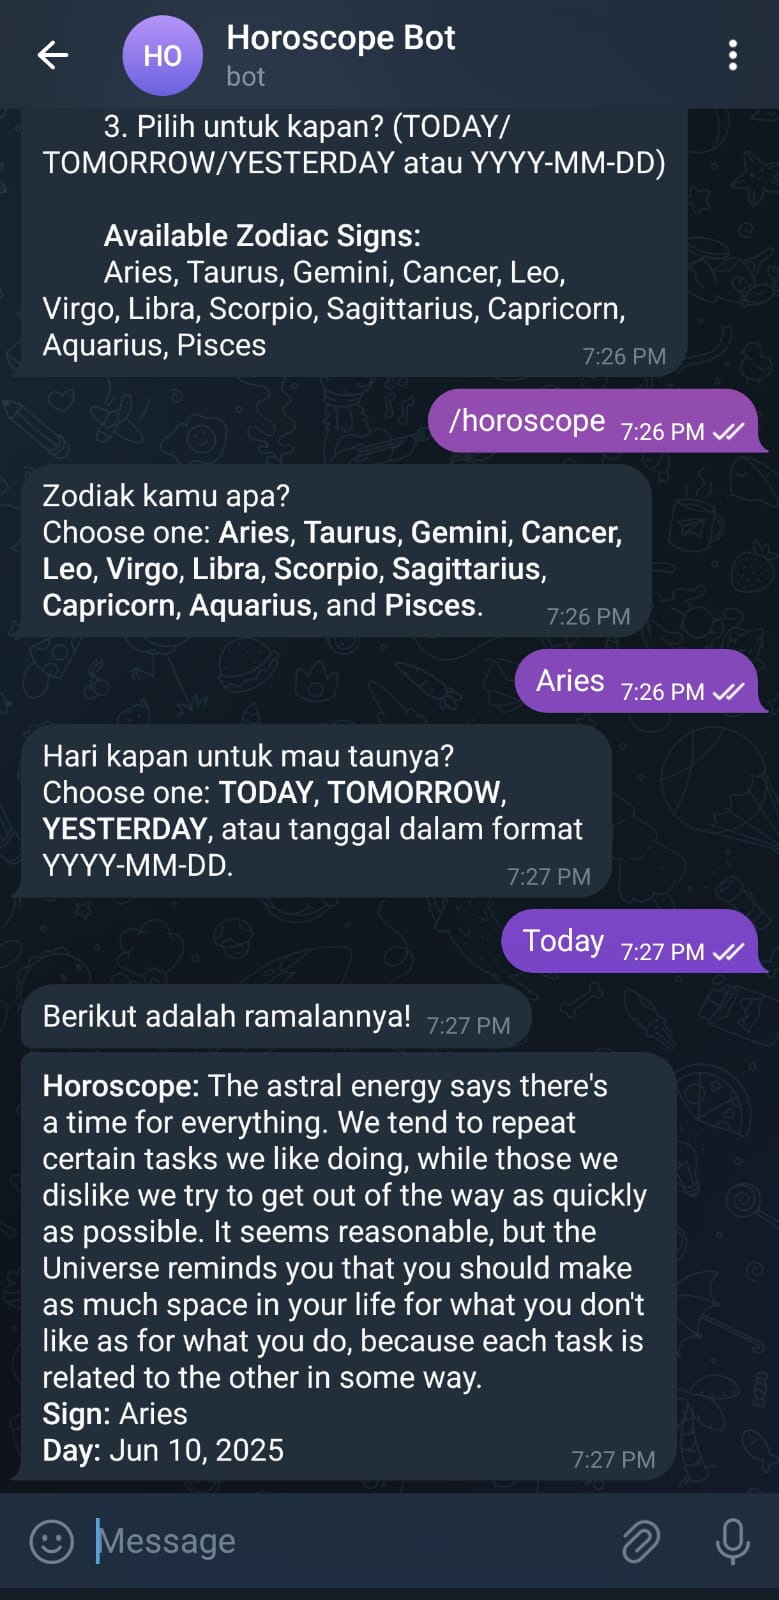 HO
Horoscope Bot
bot
3. Pilih untuk kapan? (TODAY/
TOMORROW/YESTERDAY atau YYYY-MM-DD)
Available Zodiac Signs:
Aries, Taurus, Gemini, Cancer, Leo,
Virgo, Libra, Scorpio, Sagittarius, Capricorn,
Aquarius, Pisces
7:26 PM
/horoscope 7:26 PM
Zodiak kamu apa?
Choose one: Aries, Taurus, Gemini, Cancer,
Leo, Virgo, Libra, Scorpio, Sagittarius,
Capricorn, Aquarius, and Pisces.
7:26 PM
Aries 7:26 PM
Hari kapan untuk mau taunya?
Choose one: TODAY, TOMORROW,
YESTERDAY, atau tanggal dalam format
YYYY-MM-DD.
7:27 PM
Today 7:27 PM
Berikut adalah ramalannya! 7:27 PM
Horoscope: The astral energy says there's
a time for everything. We tend to repeat
certain tasks we like doing, while those we
dislike we try to get out of the way as quickly
as possible. It seems reasonable, but the
Universe reminds you that you should make
as much space in your life for what you don't
like as for what you do, because each task is
related to the other in some way.
Sign: Aries
Day: Jun 10, 2025
7:27 PM
Message